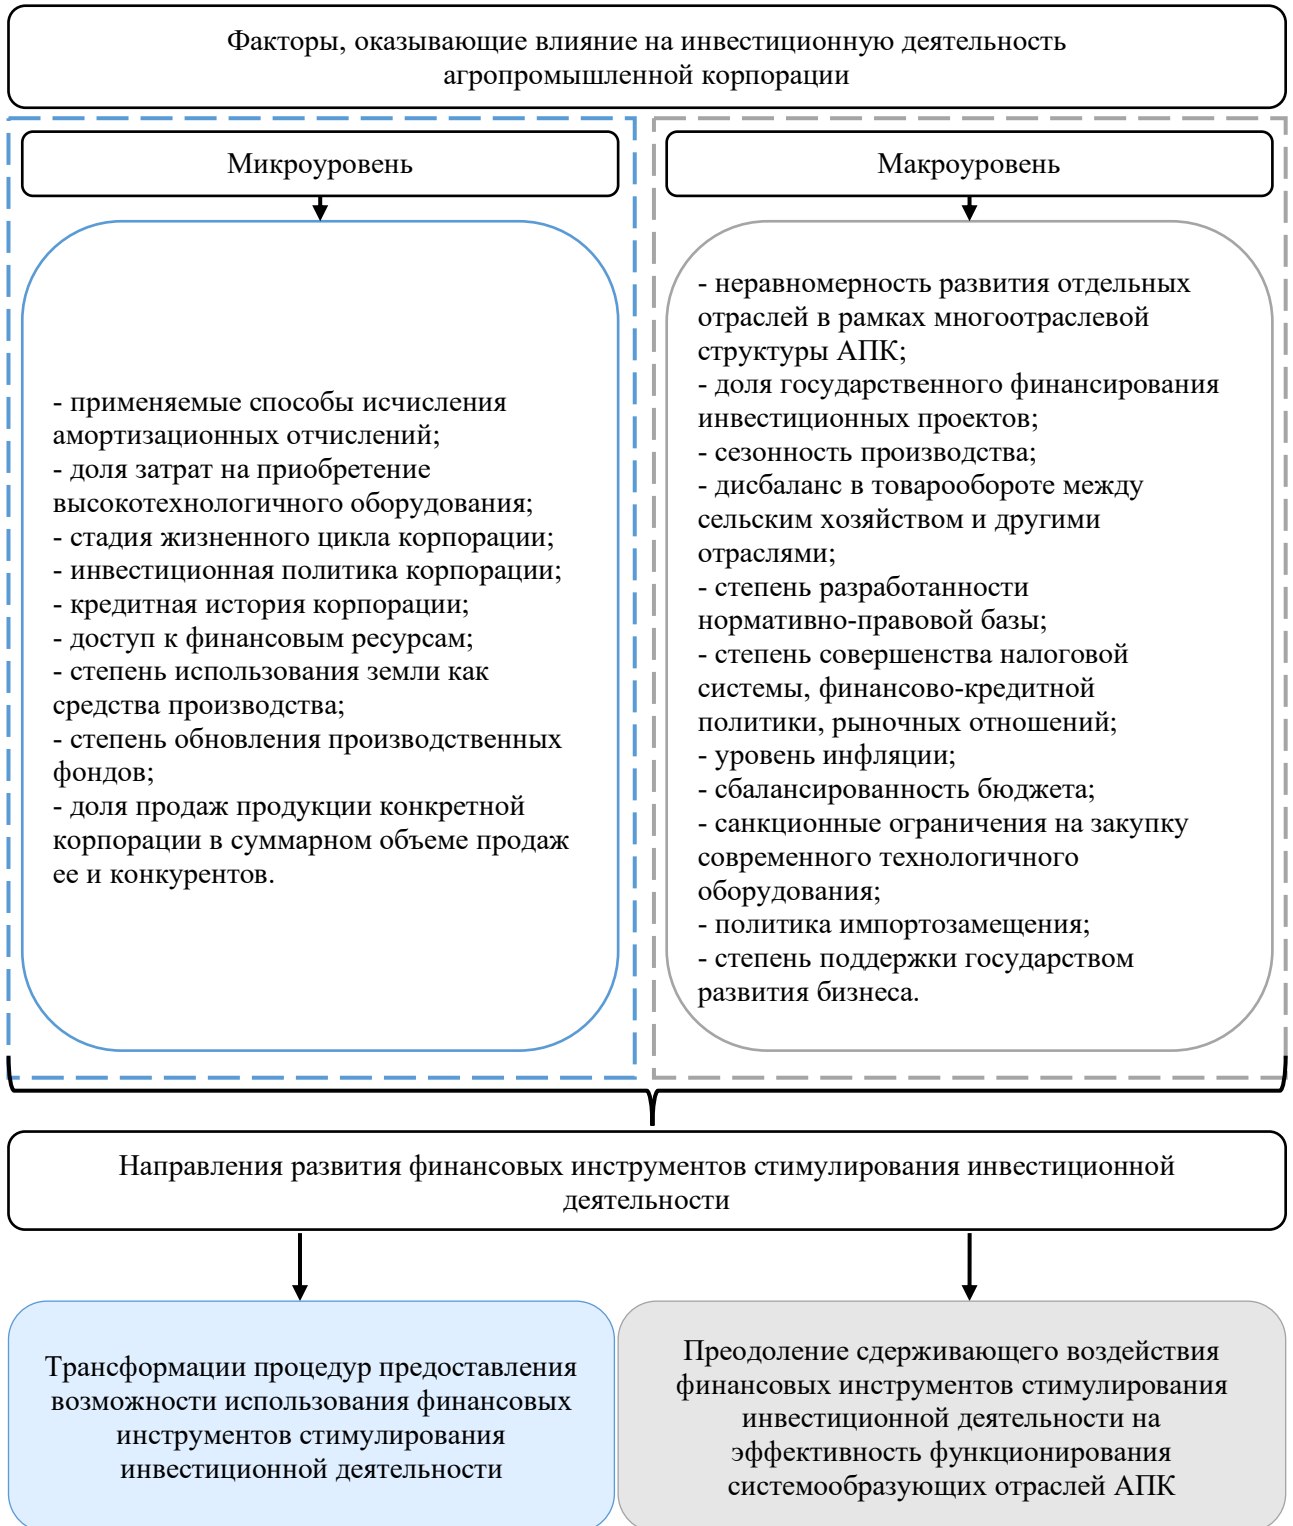 Факторы, оказывающие влияние на инвестиционную деятельность
агропромышленной корпорации
Микроуровень
- применяемые способы исчисления
амортизационных отчислений;
- доля затрат на приобретение
высокотехнологичного оборудования;
- стадия жизненного цикла корпорации;
- инвестиционная политика корпорации;
- кредитная история корпорации;
- доступ к финансовым ресурсам;
- степень использования земли как
средства производства;
- степень обновления производственных
фондов;
- доля продаж продукции конкретной
корпорации в суммарном объеме продаж
ее и конкурентов.
Макроуровень
- неравномерность развития отдельных
отраслей в рамках многоотраслевой
структуры АПК;
- доля государственного финансирования
инвестиционных проектов;
- сезонность производства;
- дисбаланс в товарообороте между
сельским хозяйством и другими
отраслями;
- степень разработанности
нормативно-правовой базы;
- степень совершенства налоговой
системы, финансово-кредитной
политики, рыночных отношений;
- уровень инфляции;
- сбалансированность бюджета;
- санкционные ограничения на закупку
современного технологичного
оборудования;
- политика импортозамещения;
- степень поддержки государством
развития бизнеса.
Направления развития финансовых инструментов стимулирования инвестиционной
деятельности
Трансформации процедур предоставления
возможности использования финансовых
инструментов стимулирования
инвестиционной деятельности
Преодоление сдерживающего воздействия
финансовых инструментов стимулирования
инвестиционной деятельности на
эффективность функционирования
системообразующих отраслей АПК